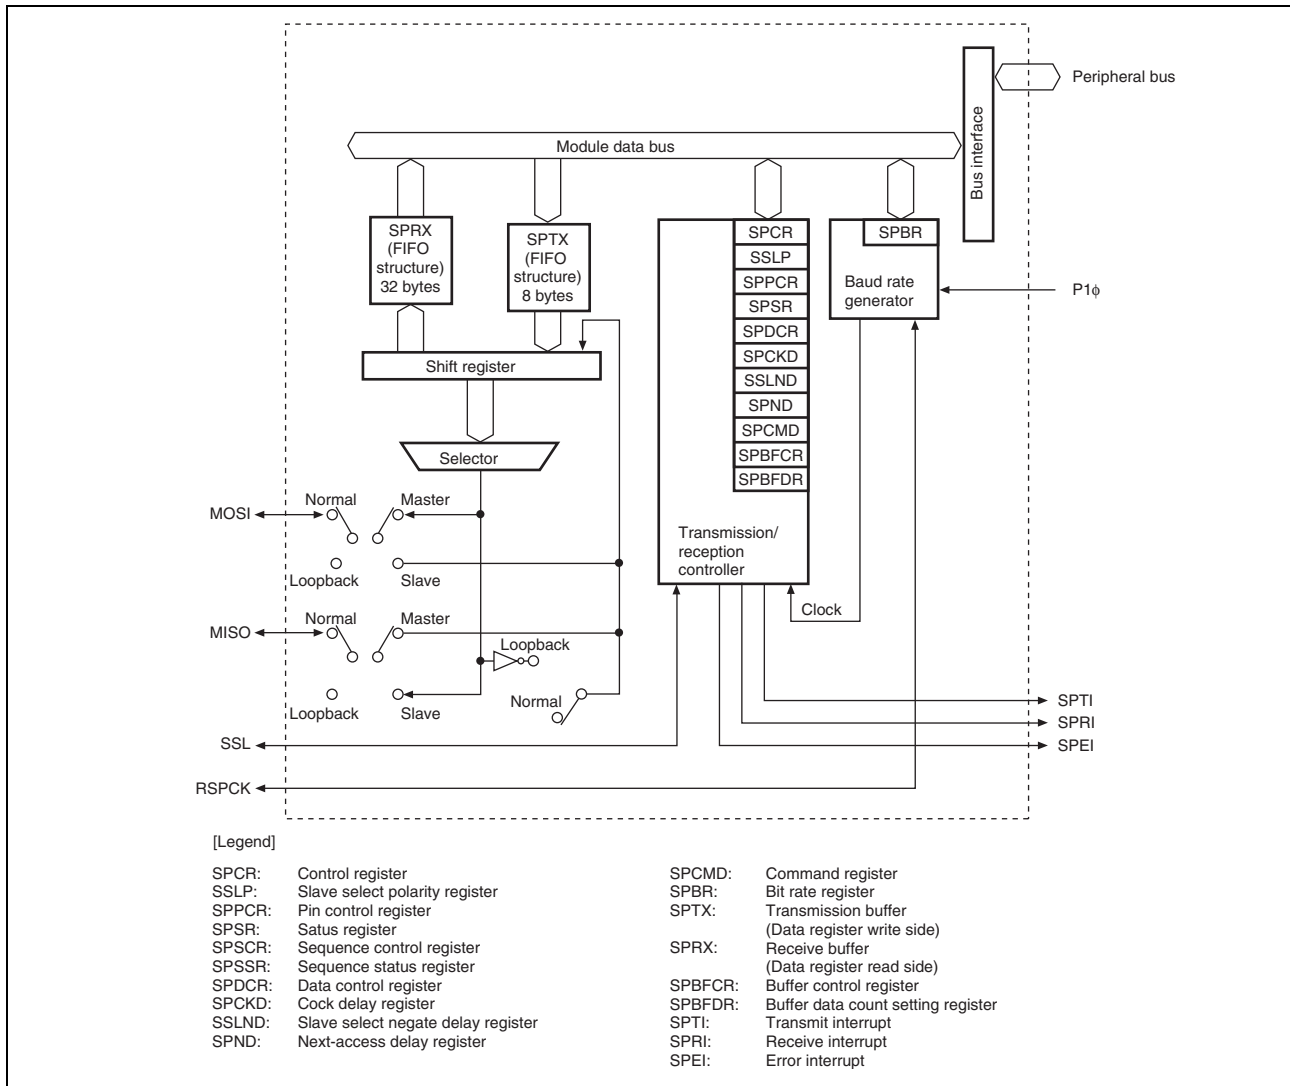 Peripheral bus
Bus interface
Module data bus
SPRX
(FIFO
structure)
32 bytes
SPTX
(FIFO
structure)
8 bytes
SPCR
SSLP
SPPCR
SPSR
SPDCR
SPCKD
SSLND
SPND
SPCMD
SPBFCR
SPBFDR
Transmission/
reception
controller
SPBR
Baud rate
generator
P1ϕ
Shift register
Selector
MOSI
Normal
Master
Loopback
Slave
MISO
Normal
Master
Loopback
Slave
Loopback
Normal
Clock
SSL
RSPCK
SPTI
SPRI
SPEI
[Legend]
SPCR: Control register
SSLP: Slave select polarity register
SPPCR: Pin control register
SPSR: Satus register
SPSCR: Sequence control register
SPSSR: Sequence status register
SPDCR: Data control register
SPCKD: Cock delay register
SSLND: Slave select negate delay register
SPND: Next-access delay register
SPCMD: Command register
SPBR: Bit rate register
SPTX: Transmission buffer
(Data register write side)
SPRX: Receive buffer
(Data register read side)
SPBFCR: Buffer control register
SPBFDR: Buffer data count setting register
SPTI: Transmit interrupt
SPRI: Receive interrupt
SPEI: Error interrupt